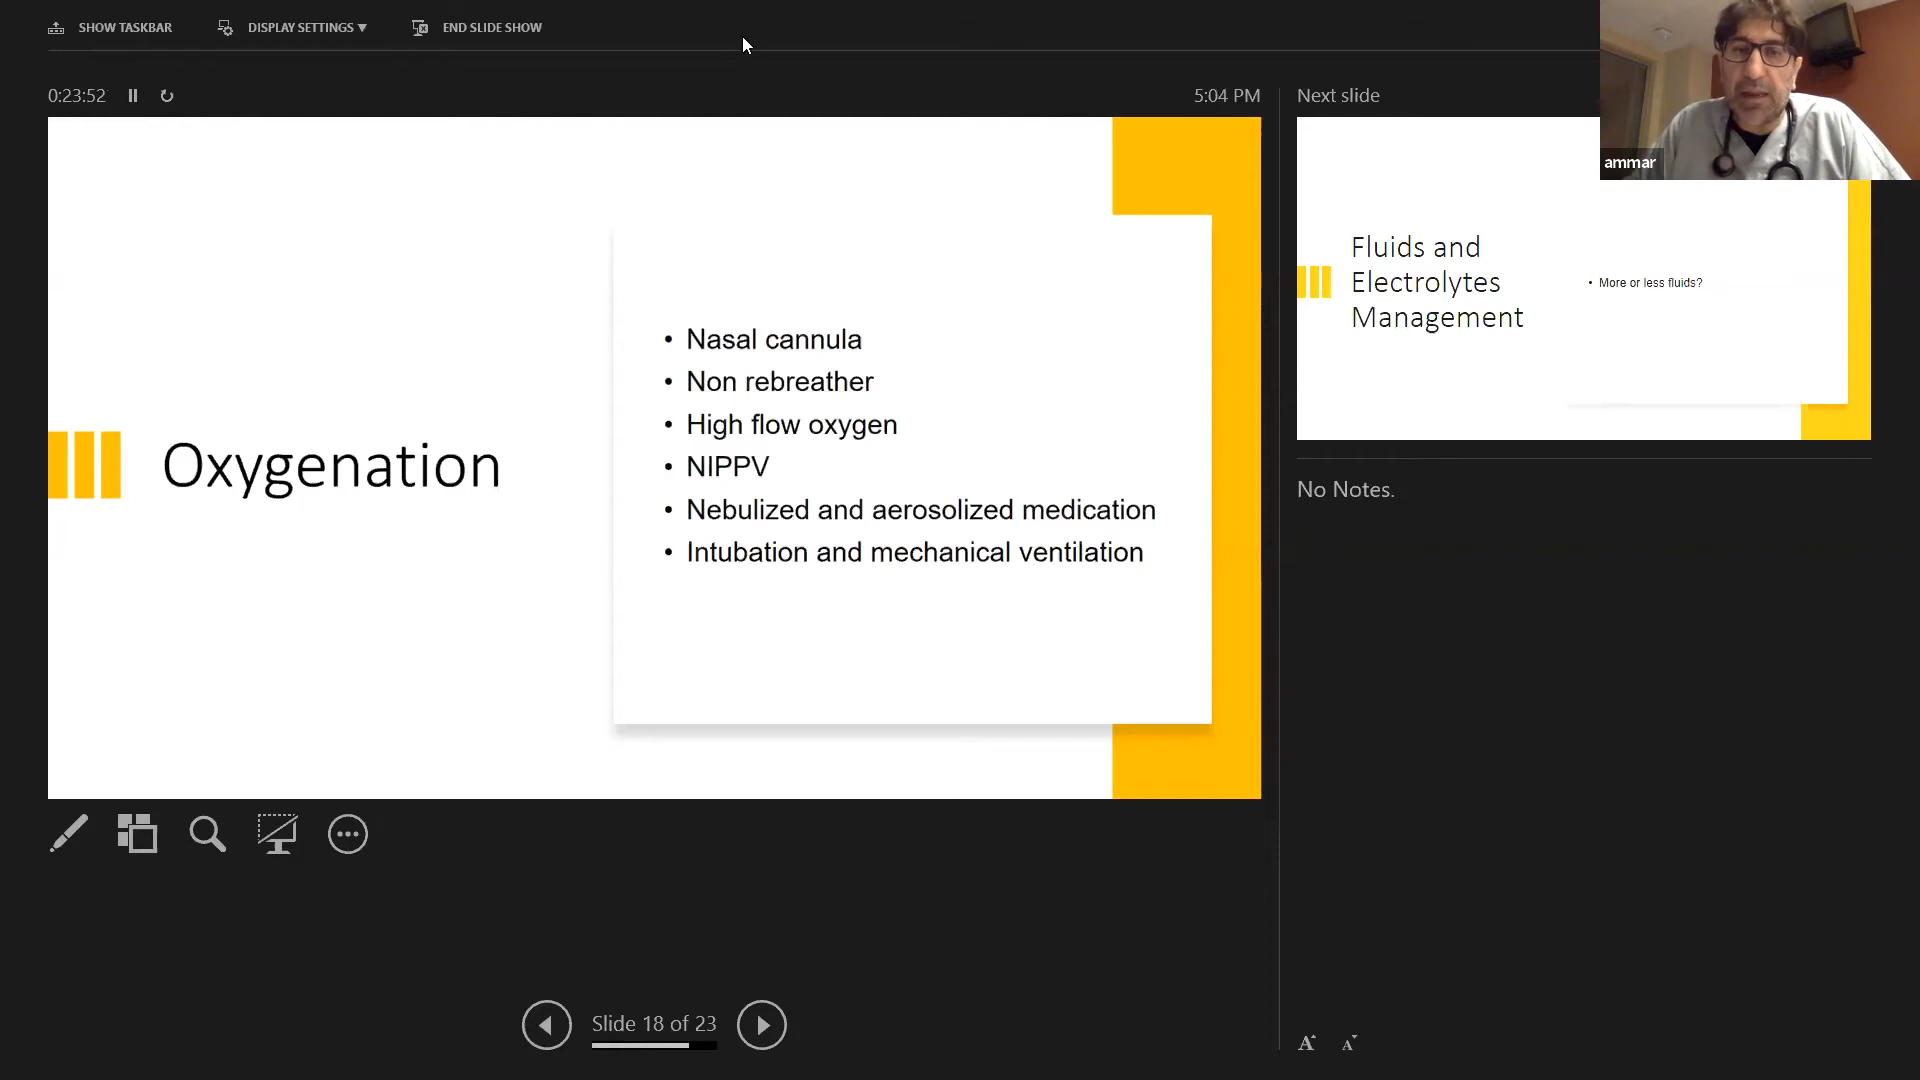 SHOW TASKBAR
DISPLAY SETTINGS ▾
END SLIDE SHOW
0:23:52
5:04 PM
Next slide
ammar
Oxygenation
• Nasal cannula
• Non rebreather
• High flow oxygen
• NIPPV
• Nebulized and aerosolized medication
• Intubation and mechanical ventilation
Fluids and
Electrolytes
Management
• More or less fluids?
No Notes.
Slide 18 of 23
A A